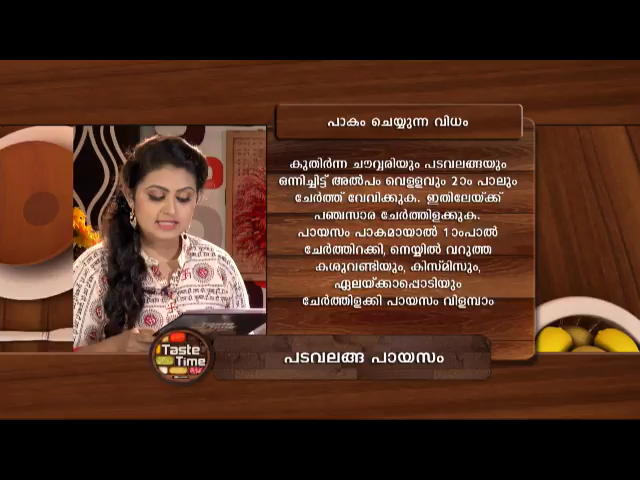 പാകം ചെയ്യുന്ന വിധം
കുതിർന്ന ചൗവ്വരിയും പടവലങ്ങയും
ഒന്നിച്ചിട്ട് അൽപം വെള്ളവും 2ാം പാലും
ചേർത്ത് വേവിക്കുക. ഇതിലേയ്ക്ക്
പഞ്ചസാര ചേർത്തിളക്കുക.
പായസം പാകമായാൽ 1ാംപാൽ
ചേർത്തിറക്കി, നെയ്യിൽ വറുത്ത
കശുവണ്ടിയും, കിസ്മിസും,
ഏലയ്ക്കാപ്പൊടിയും
ചേർത്തിളക്കി പായസം വിളമ്പാം
Taste
Time
പടവലങ്ങ പായസം